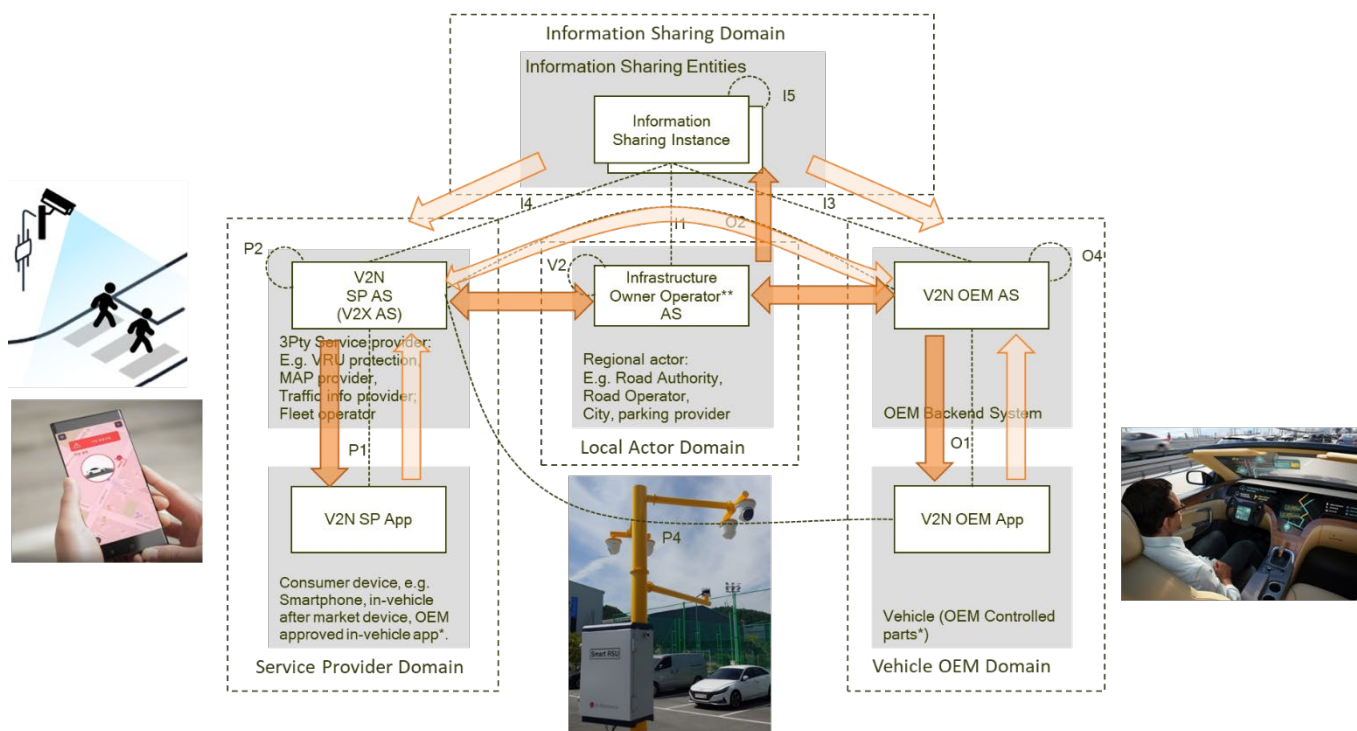 Information Sharing Domain
Information Sharing Entities
I5
Information
Sharing Instance
I4
I3
I1
O2
P2
V2N
SP AS
(V2X AS)
V2
Infrastructure
Owner Operator**
AS
V2N OEM AS
O4
3Pty Service provider:
E.g. VRU protection,
MAP provider,
Traffic info provider;
Fleet operator
Regional actor:
E.g. Road Authority,
Road Operator,
City, parking provider
OEM Backend System
Local Actor Domain
P1
O1
V2N SP App
P4
V2N OEM App
Consumer device, e.g.
Smartphone, in-vehicle
after market device, OEM
approved in-vehicle app*.
Vehicle (OEM Controlled
parts*)
Smart RSU
Service Provider Domain
Vehicle OEM Domain